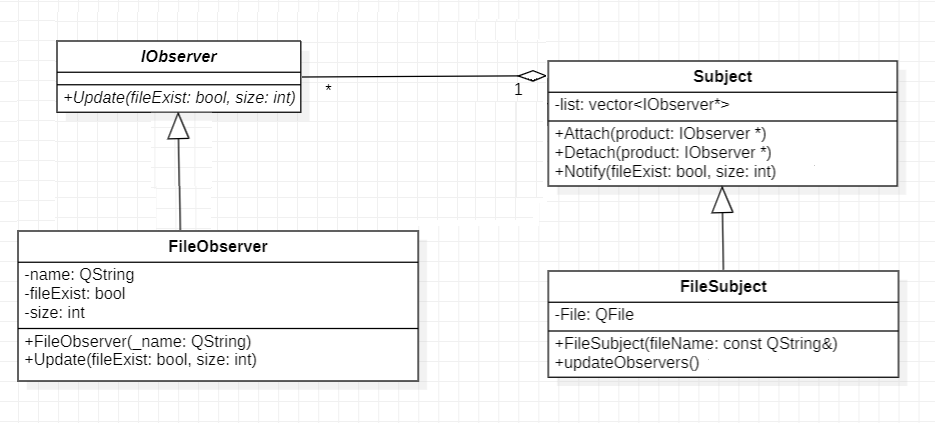 IObserver
+Update(fileExist: bool, size: int)
*
1
Subject
-list: vector<IObserver*>
+Attach(product: IObserver *)
+Detach(product: IObserver *)
+Notify(fileExist: bool, size: int)
FileObserver
-name: QString
-fileExist: bool
-size: int
+FileObserver(_name: QString)
+Update(fileExist: bool, size: int)
FileSubject
-File: QFile
+FileSubject(fileName: const QString&)
+updateObservers()